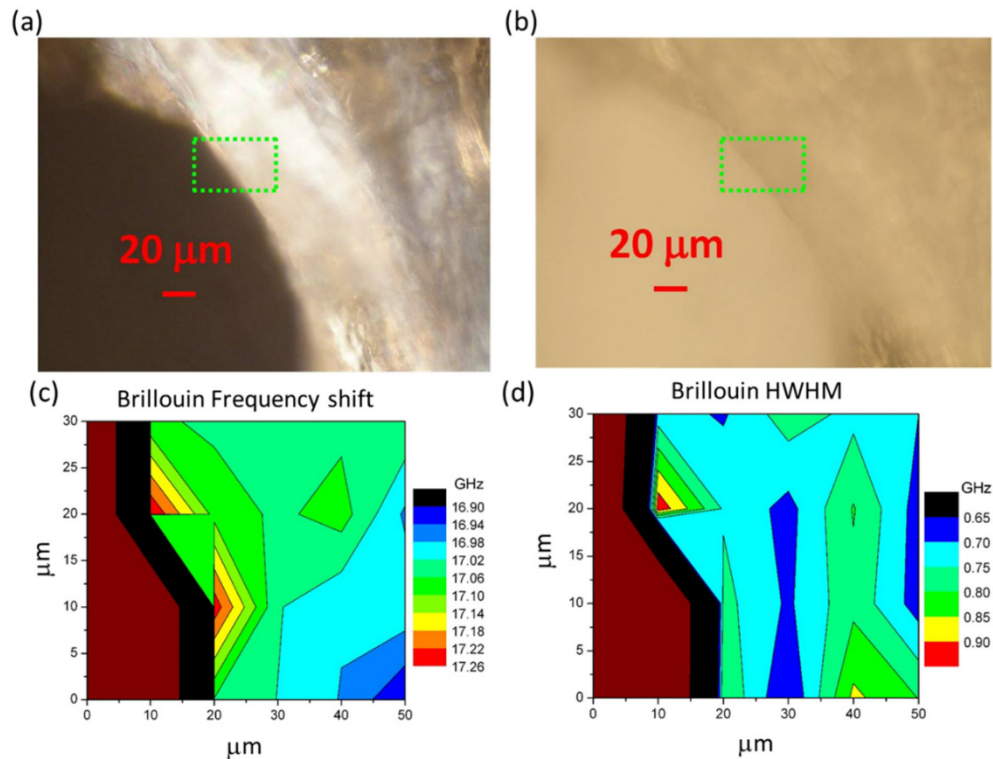 (a)
(b)
20 μm
20 μm
(c)
Brillouin Frequency shift
(d)
Brillouin HWHM
30
25
20
15
10
5
0
μm
0 10 20 30 40 50
μm
GHz
16.90
16.94
16.98
17.02
17.06
17.10
17.14
17.18
17.22
17.26
30
25
20
15
10
5
0
μm
0 10 20 30 40 50
μm
GHz
0.65
0.70
0.75
0.80
0.85
0.90